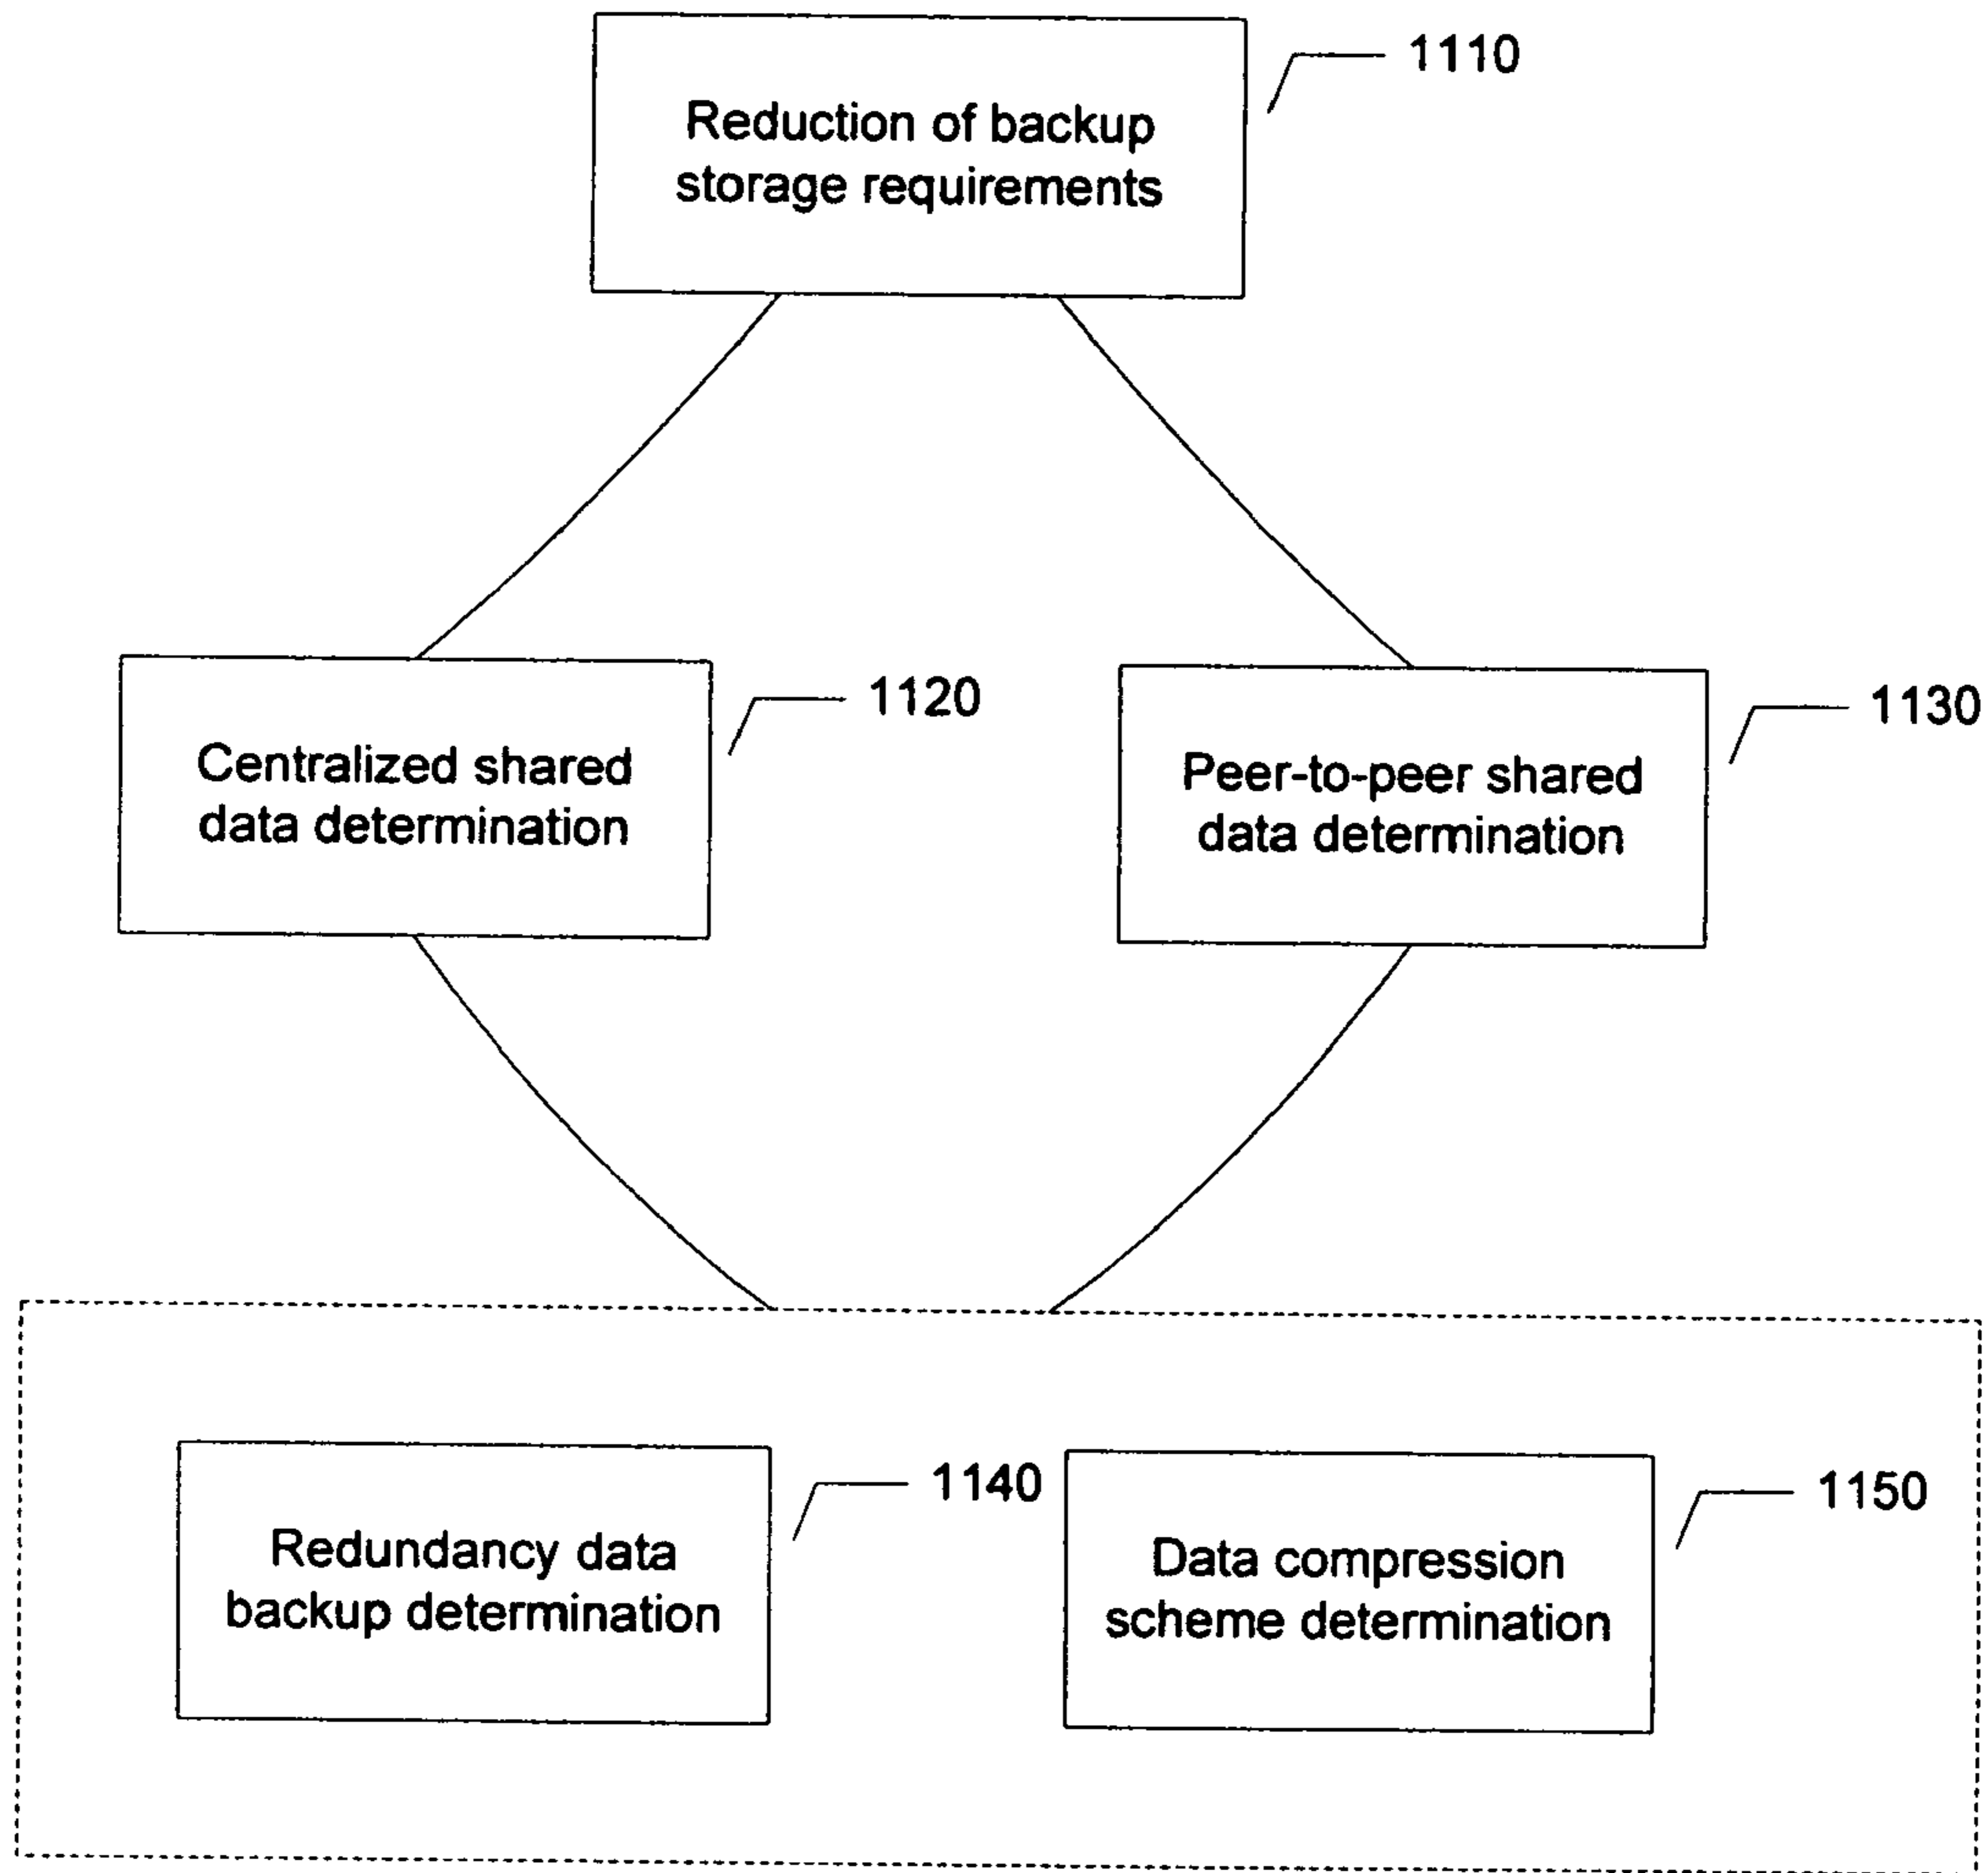 1110
Reduction of backup
storage requirements
1120
1130
Centralized shared
data determination
Peer-to-peer shared
data determination
1140
1150
Redundancy data
backup determination
Data compression
scheme determination